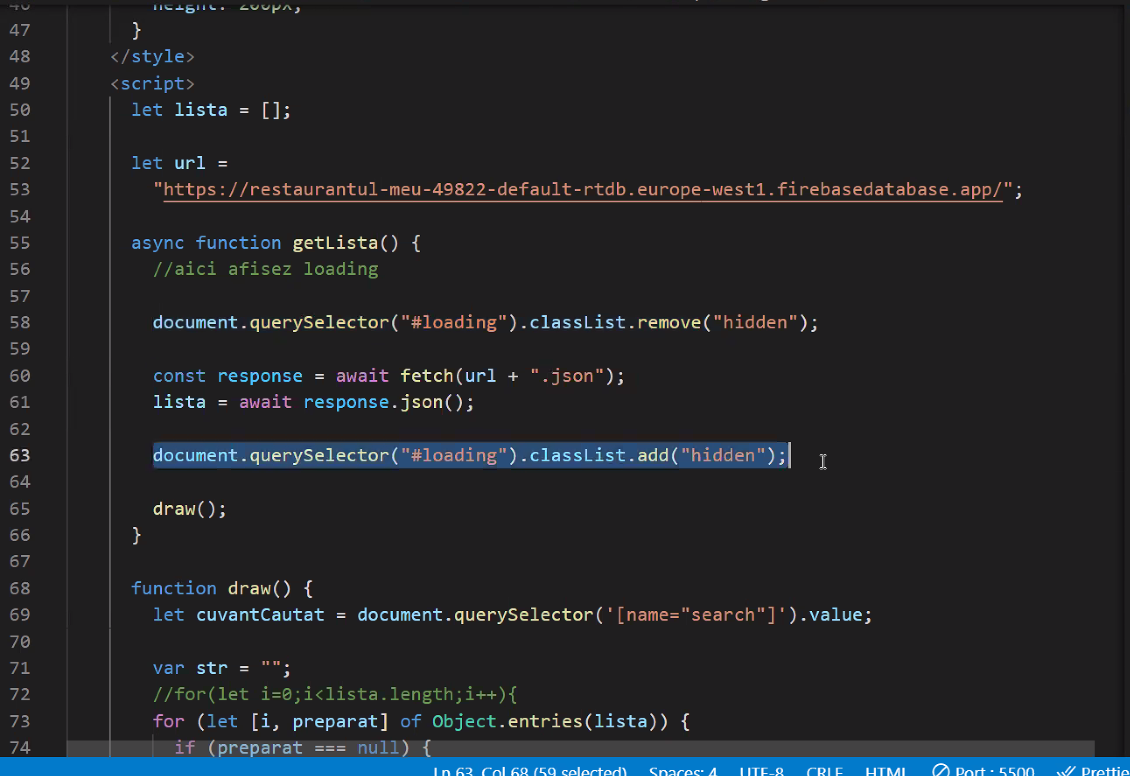 46 height: 200px;
47 }
48 </style>
49 <script>
50 let lista = [];
51
52 let url =
53 "https://restaurantul-meu-49822-default-rtdb.europe-west1.firebasedatabase.app/";
54
55 async function getLista() {
56 //aici afisez loading
57
58 document.querySelector("#loading").classList.remove("hidden");
59
60 const response = await fetch(url + ".json");
61 lista = await response.json();
62
63 document.querySelector("#loading").classList.add("hidden");
64
65 draw();
66 }
67
68 function draw() {
69 let cuvantCautat = document.querySelector('[name="search"]').value;
70
71 var str = "";
72 //for(let i=0;i<lista.length;i++){
73 for (let [i, preparat] of Object.entries(lista)) {
74 if (preparat === null) {
Ln 63, Col 68 (59 selected) Spaces: 4 UTF-8 CRLF HTML Port : 5500 Prettie